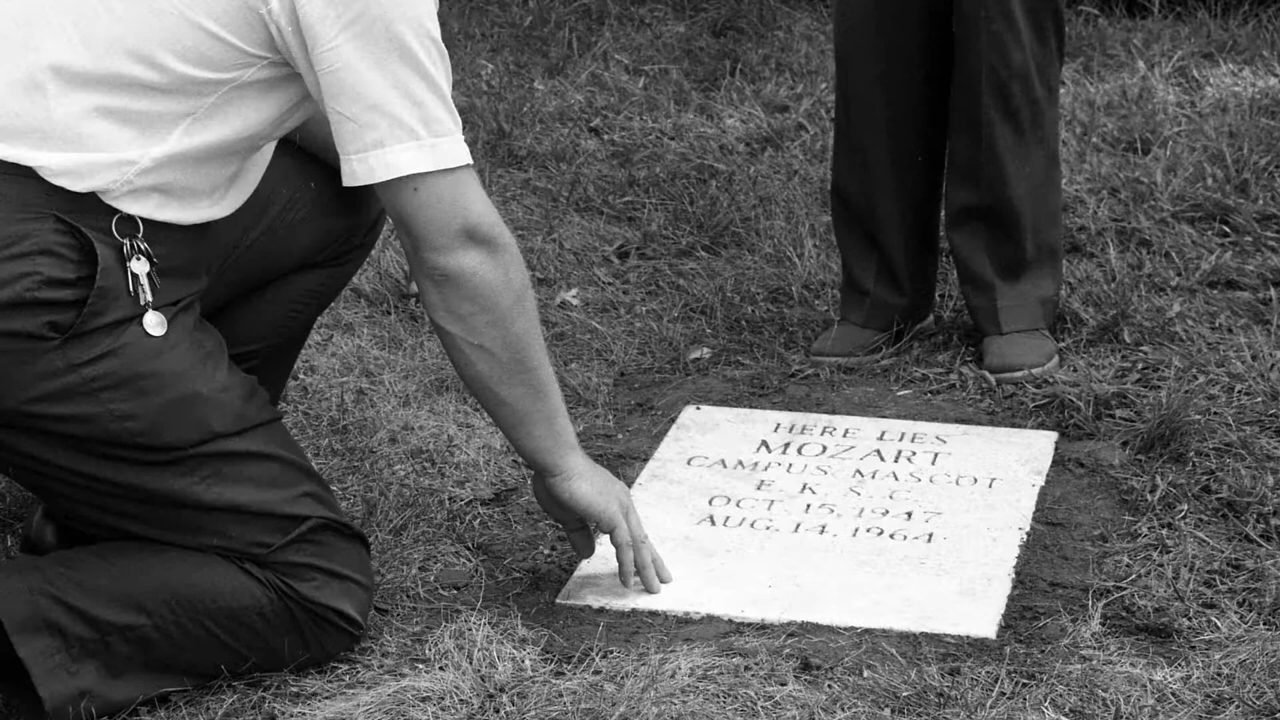 HERE LIES
MOZART
CAMPUS MASCOT
E. K. S. C.
OCT. 15, 1947
AUG. 14, 1964.